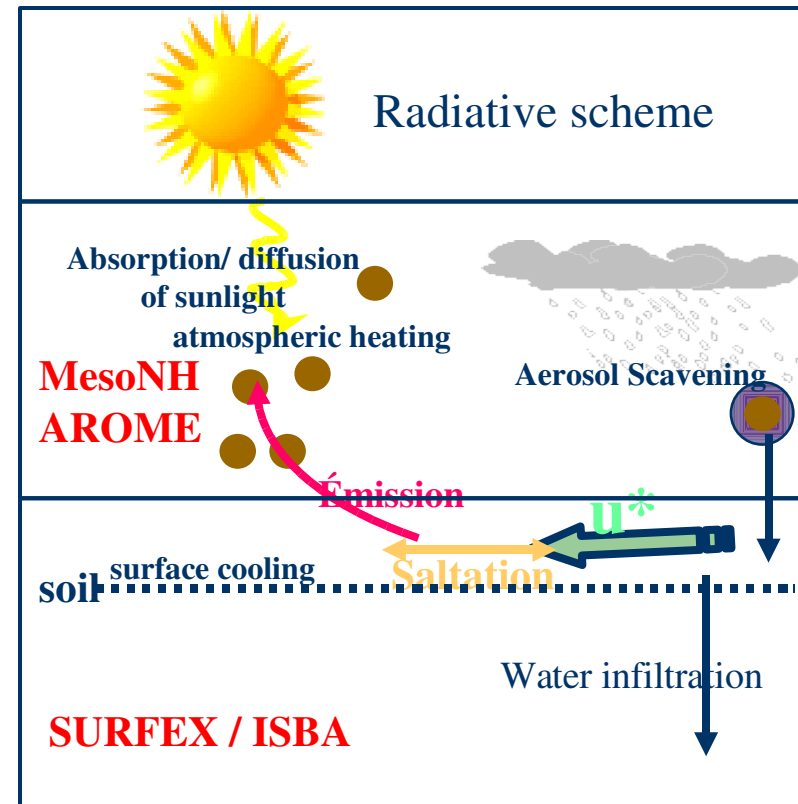 Radiative scheme
Absorption/ diffusion
of sunlight
atmospheric heating
MesoNH
AROME
Aerosol Scavening
Émission
u*
Saltation
surface cooling
soil
Water infiltration
SURFEX / ISBA